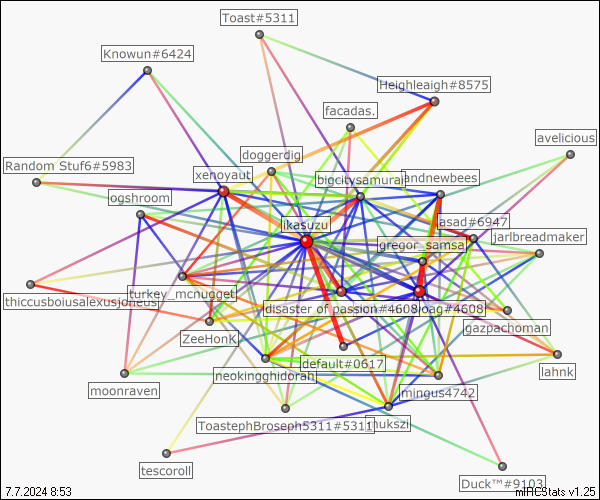 Toast#5311
Knowun#6424
Heighleaigh#8575
facadas.
avelicious
doggerdig
Random Stuf6#5983
xenoyaut
bigcitysamurai
andnewbees
ogshroom
ikasuzu
asad#6947
gregor_samsa
jarlbreadmaker
turkey_mcnugget
thiccusboiusalexusjoneus
disaster of passion#4608
oag#4608
gazpachoman
ZeeHonK
default#0617
lahnk
neokingghidorah
moonraven
mingus4742
ToastephBroseph5311#5311
mukszi
tescoroll
Duck™#9103
7.7.2024 8:53
mIRCStats v1.25